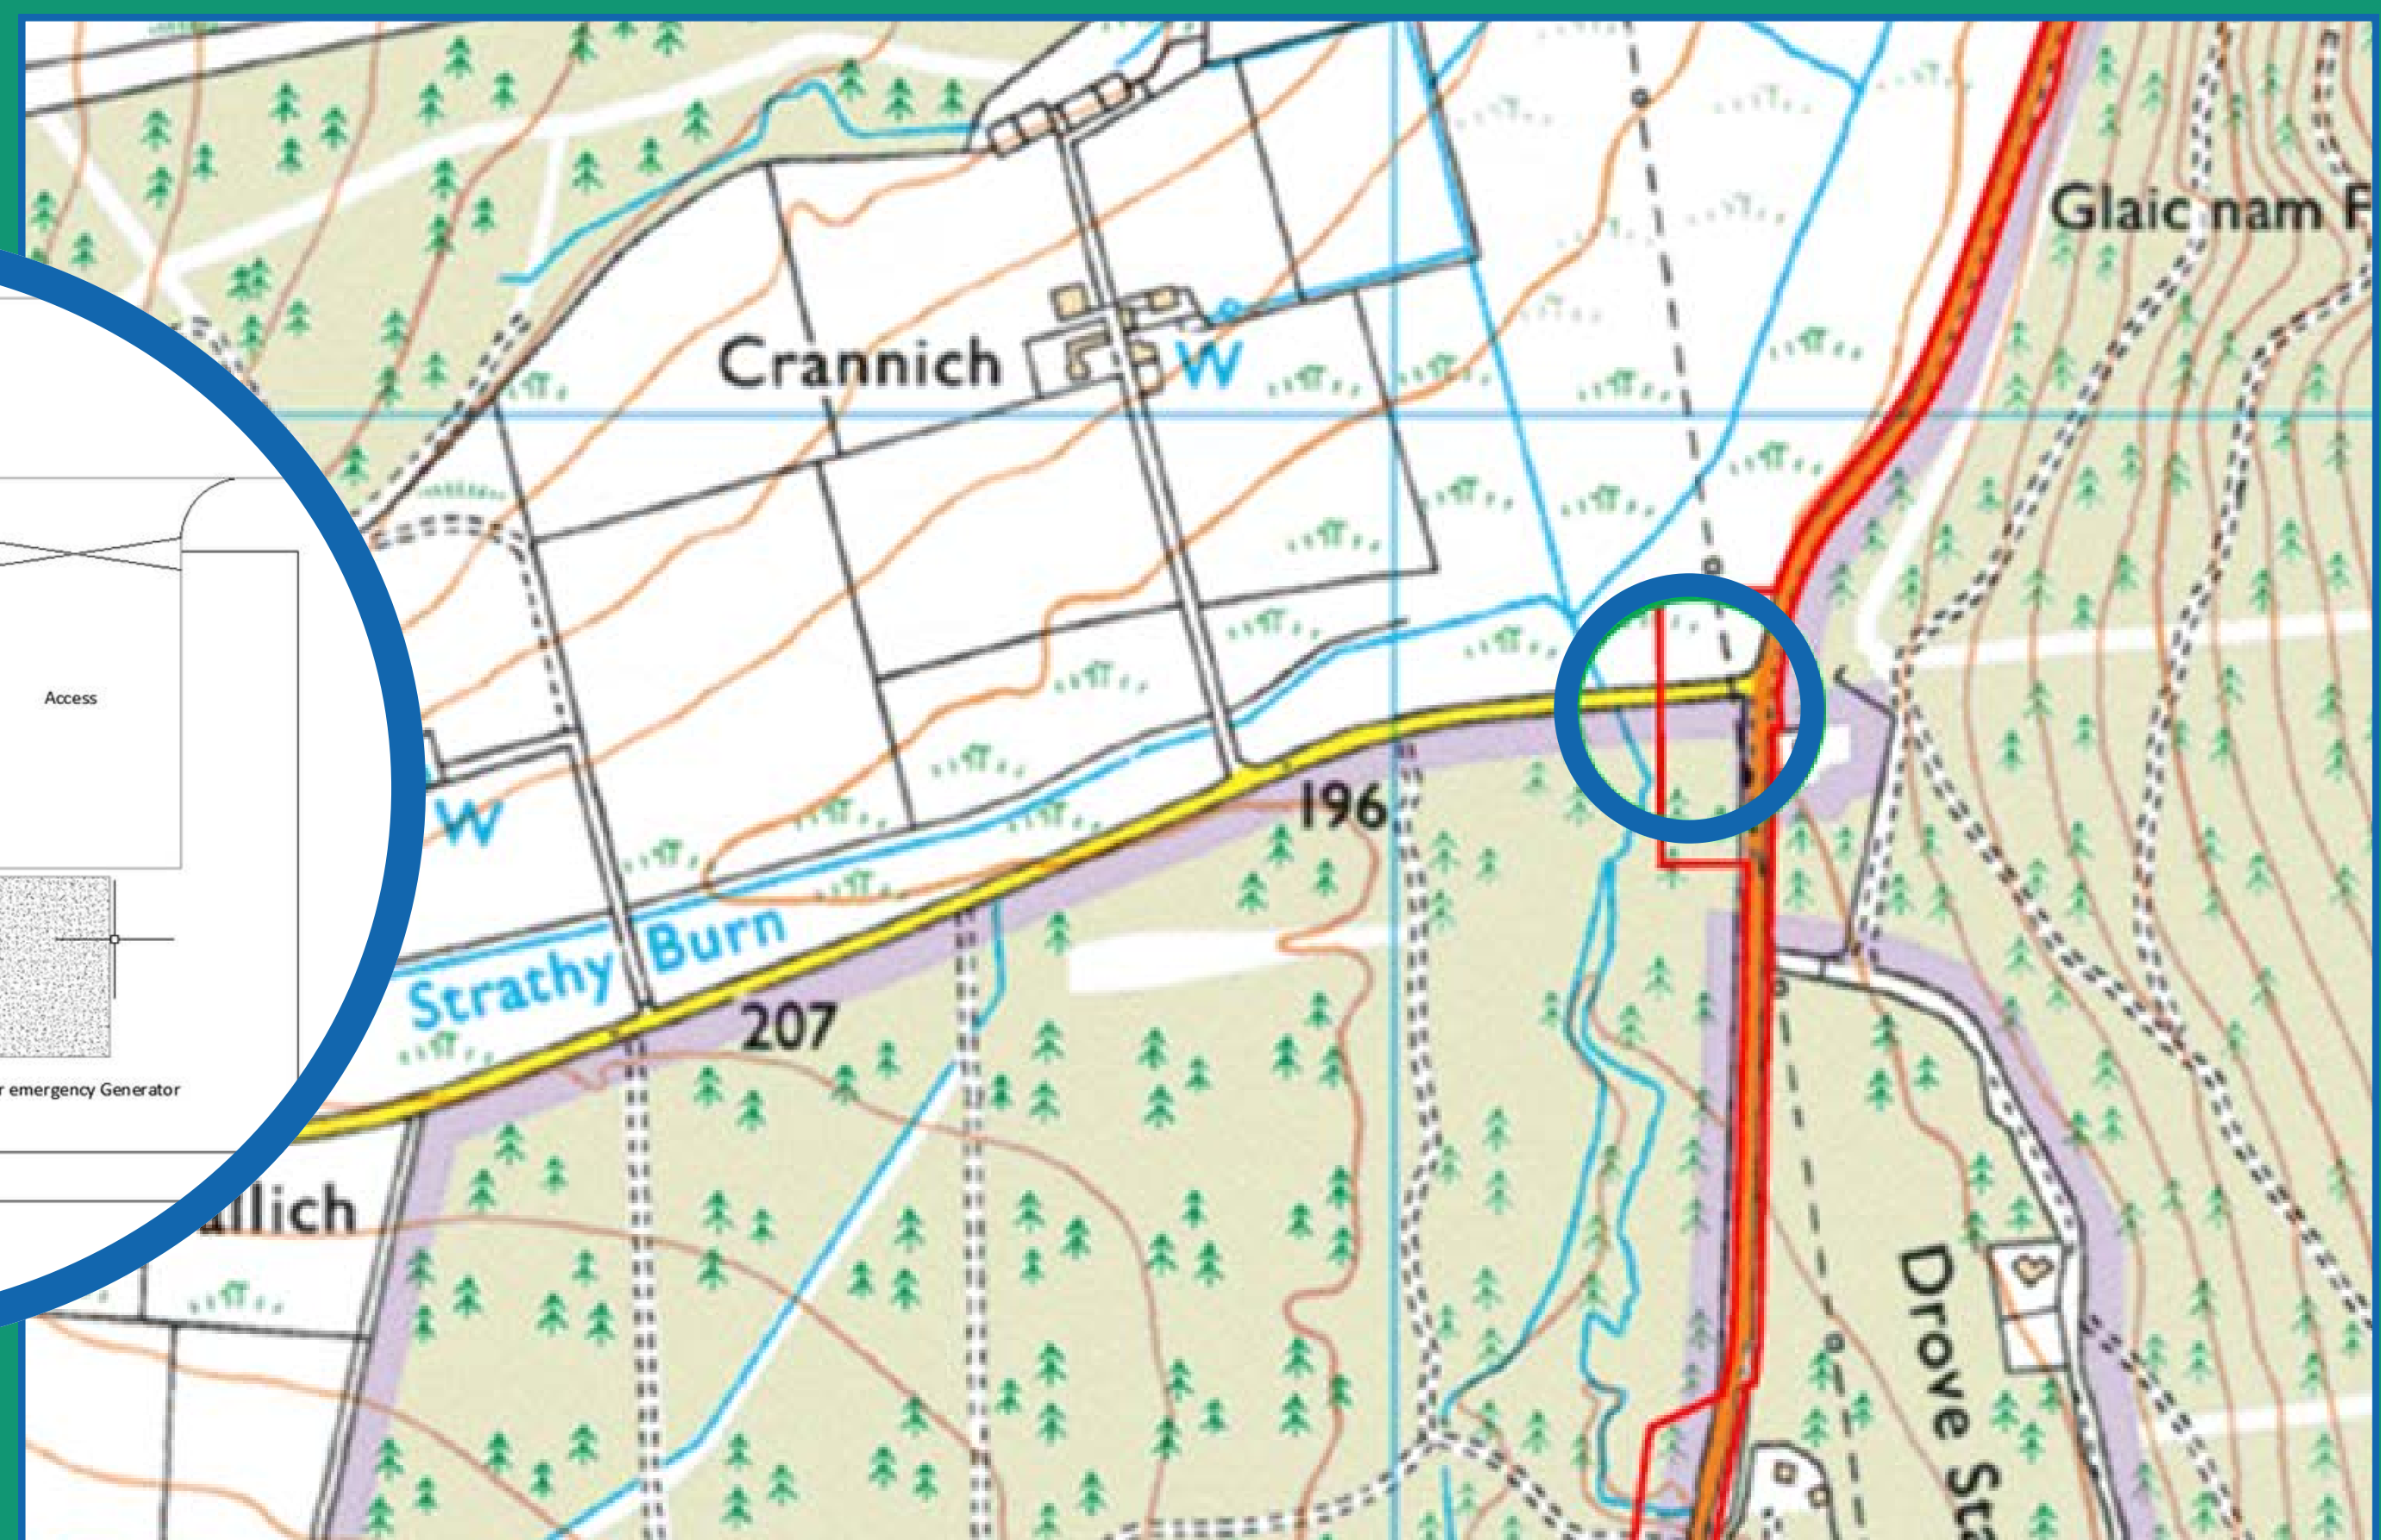 Glaic nam F
Crannich
W
Access
196
W
Strathy Burn
207
r emergency Generator
allich
Drove Sta